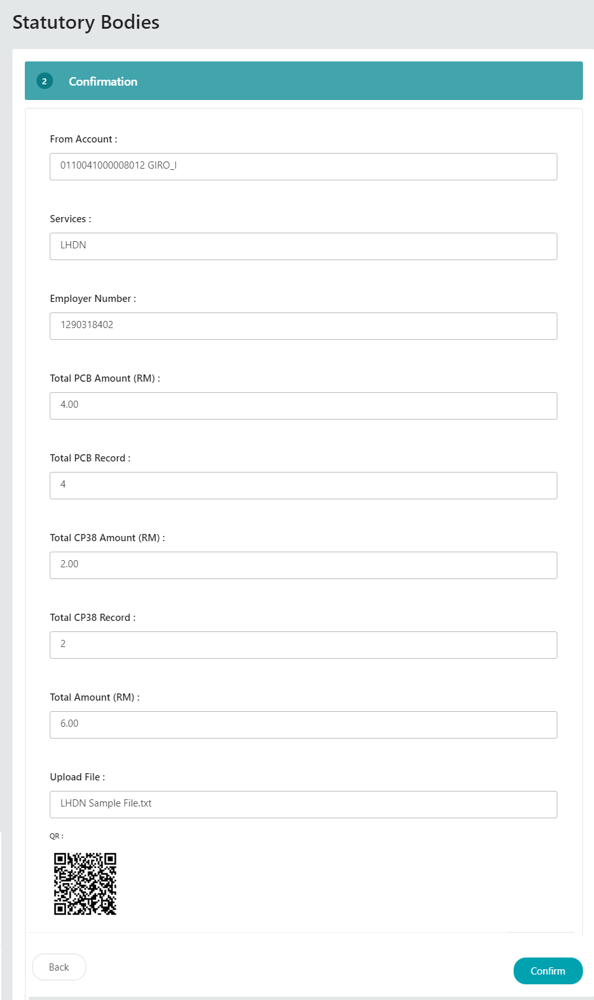 Statutory Bodies
2 Confirmation
From Account :
0110041000008012 GIRO_I
Services :
LHDN
Employer Number :
1290318402
Total PCB Amount (RM) :
4.00
Total PCB Record :
4
Total CP38 Amount (RM) :
2.00
Total CP38 Record :
2
Total Amount (RM) :
6.00
Upload File :
LHDN Sample File.txt
QR :
Back
Confirm